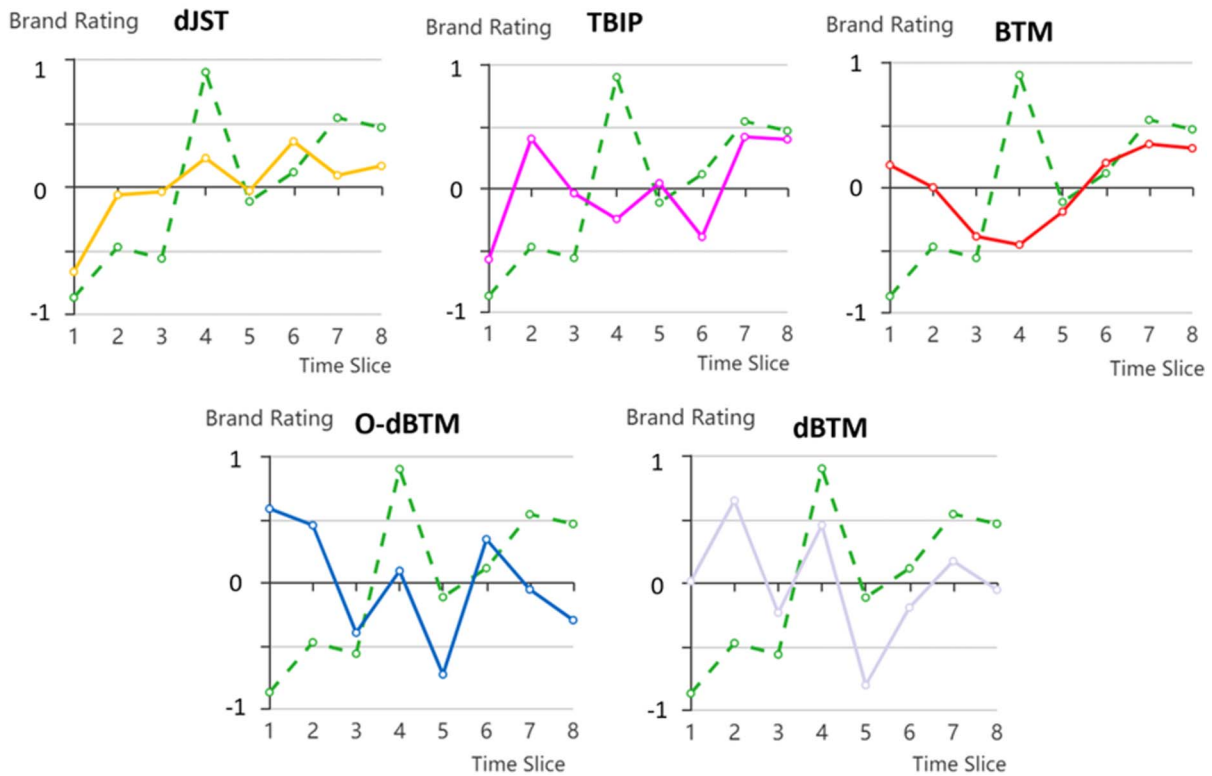 Brand Rating dJST
1
0
-1
1 2 3 4 5 6 7 8
Time Slice
Brand Rating TBIP
1
0
-1
1 2 3 4 5 6 7 8
Time Slice
Brand Rating BTM
1
0
-1
1 2 3 4 5 6 7 8
Time Slice
Brand Rating O-dBTM
1
0
-1
1 2 3 4 5 6 7 8
Time Slice
Brand Rating dBTM
1
0
-1
1 2 3 4 5 6 7 8
Time Slice